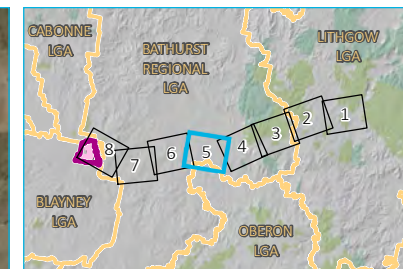 CABONNE
LGA
BATHURST
REGIONAL
LGA
LITHGOW
LGA
1
2
3
4
5
6
7
8
BLAYNEY
LGA
OBERON
LGA